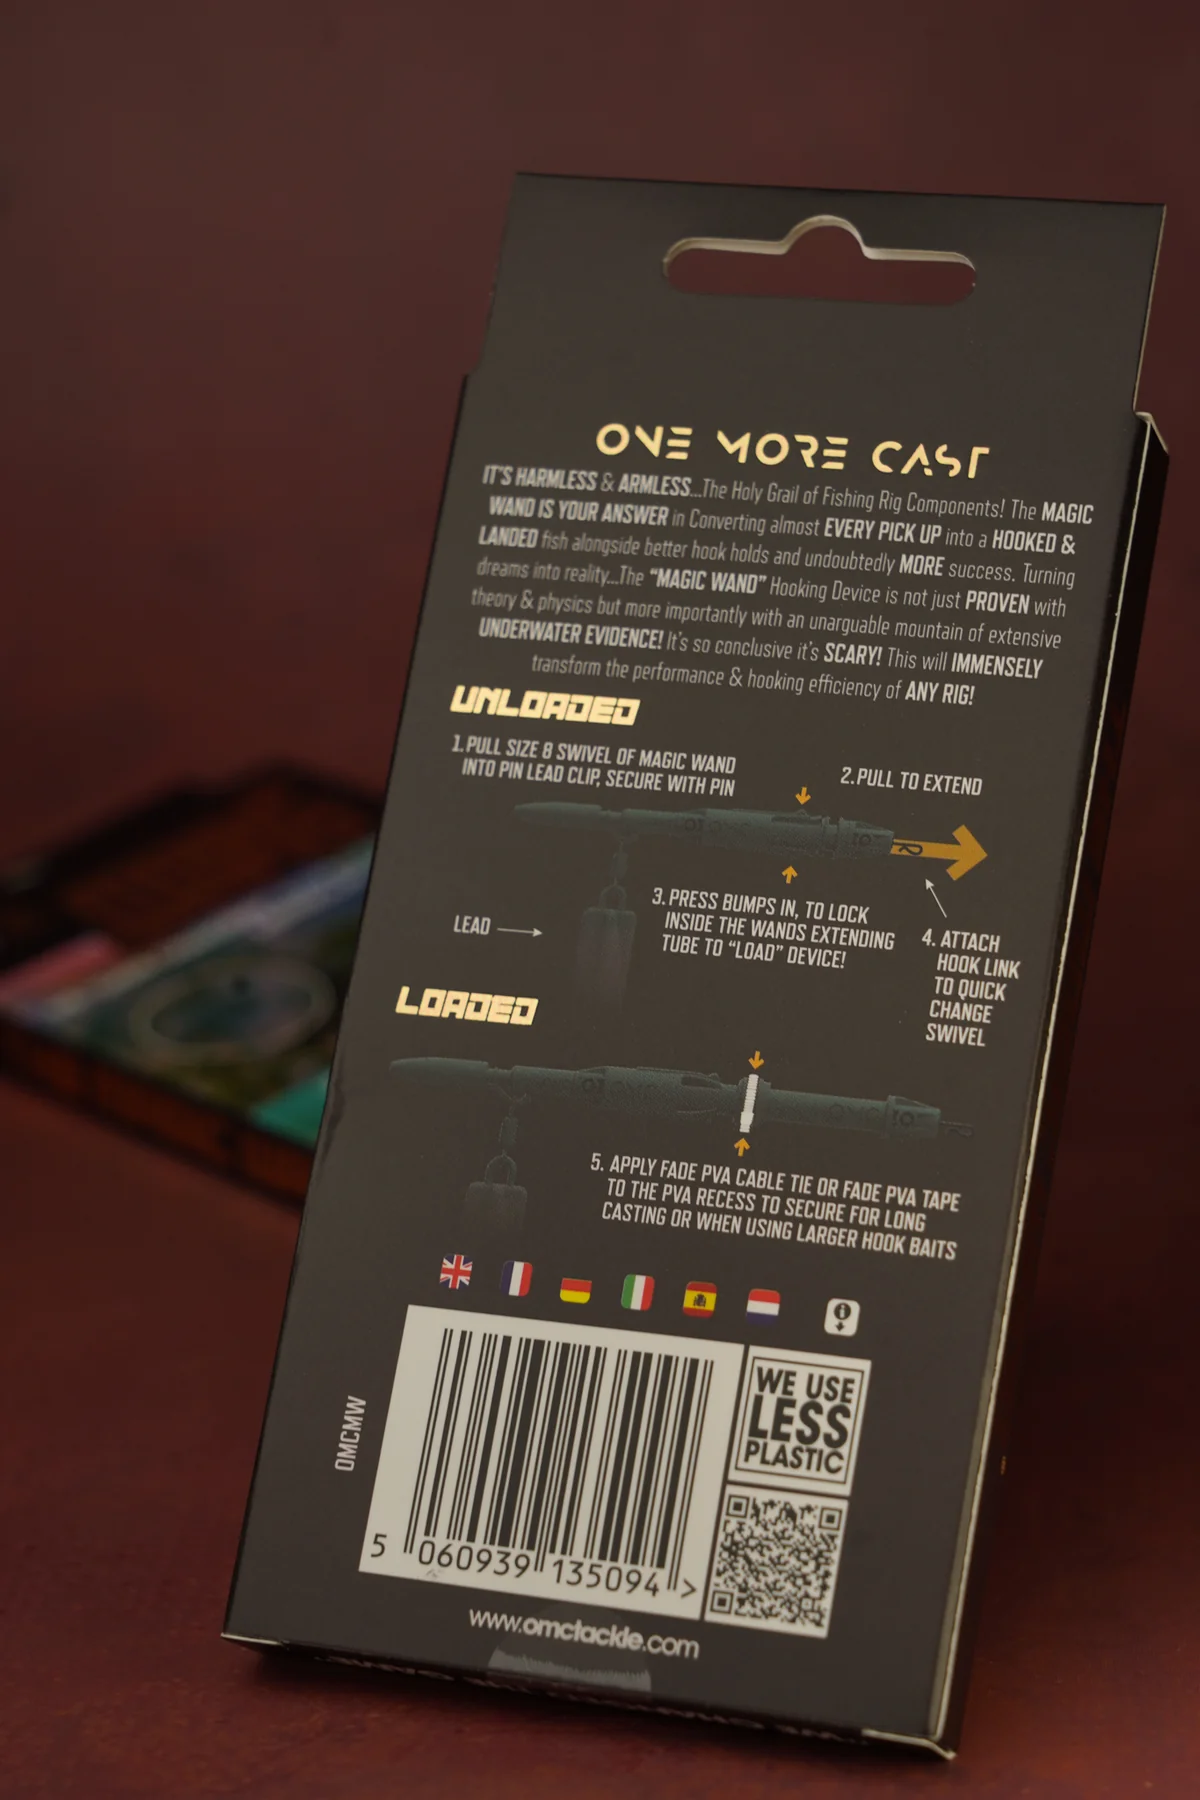 ONE MORE CAST
IT'S HARMLESS & ARMLESS...The Holy Grail of Fishing Rig Components! The MAGIC
WAND IS YOUR ANSWER in Converting almost EVERY PICK UP into a HOOKED &
LANDED fish alongside better hook holds and undoubtedly MORE success. Turning
dreams into reality...The "MAGIC WAND" Hooking Device is not just PROVEN with
theory & physics but more importantly with an unarguable mountain of extensive
UNDERWATER EVIDENCE! It's so conclusive it's SCARY! This will IMMENSELY
transform the performance & hooking efficiency of ANY RIG!
UNLOADED
1. PULL SIZE 8 SWIVEL OF MAGIC WAND
INTO PIN LEAD CLIP, SECURE WITH PIN
2. PULL TO EXTEND
3. PRESS BUMPS IN, TO LOCK
INSIDE THE WANDS EXTENDING
TUBE TO "LOAD" DEVICE!
LEAD
4. ATTACH
HOOK LINK
TO QUICK
CHANGE
SWIVEL
LOADED
5. APPLY FADE PVA CABLE TIE OR FADE PVA TAPE
TO THE PVA RECESS TO SECURE FOR LONG
CASTING OR WHEN USING LARGER HOOK BAITS
WE USE
LESS
PLASTIC
OMCMW
5 060939 135094 >
www.omctackle.com